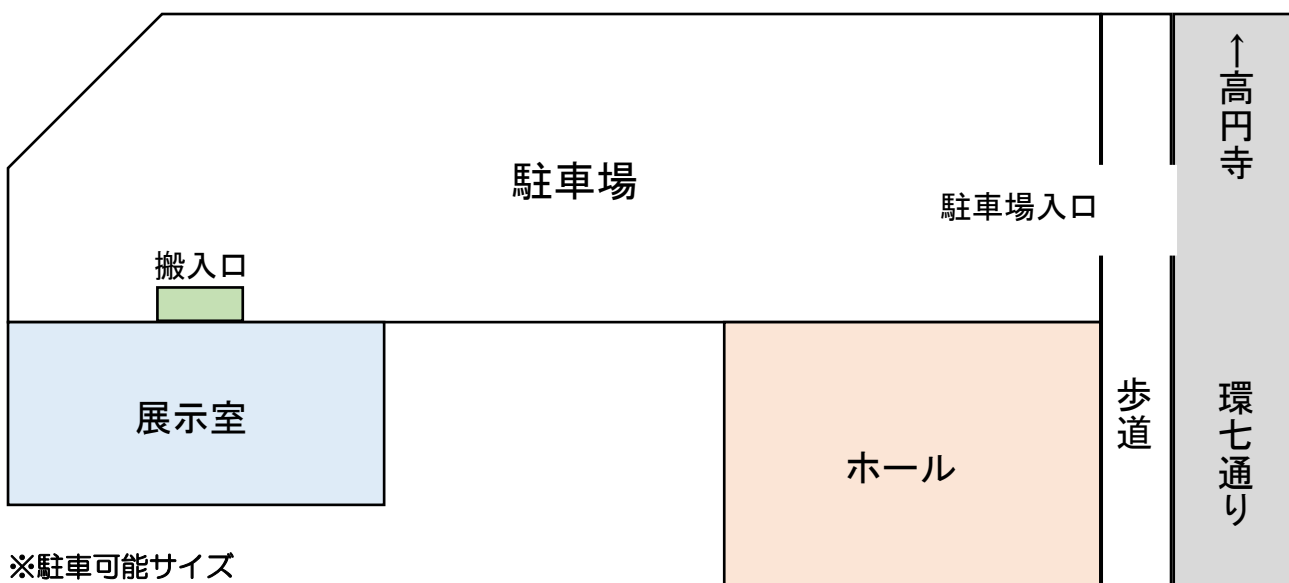 ↑高円寺
駐車場
駐車場入口
搬入口
展示室
ホール
歩道
環七通り
※駐車可能サイズ